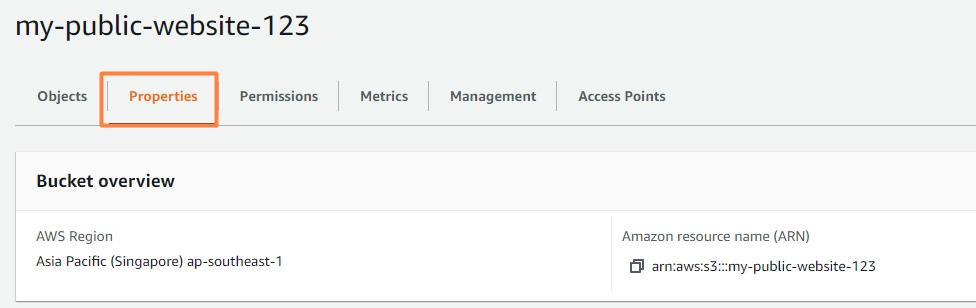 my-public-website-123
Objects Properties Permissions Metrics Management Access Points
Bucket overview
AWS Region
Amazon resource name (ARN)
Asia Pacific (Singapore) ap-southeast-1
arn:aws:s3:::my-public-website-123